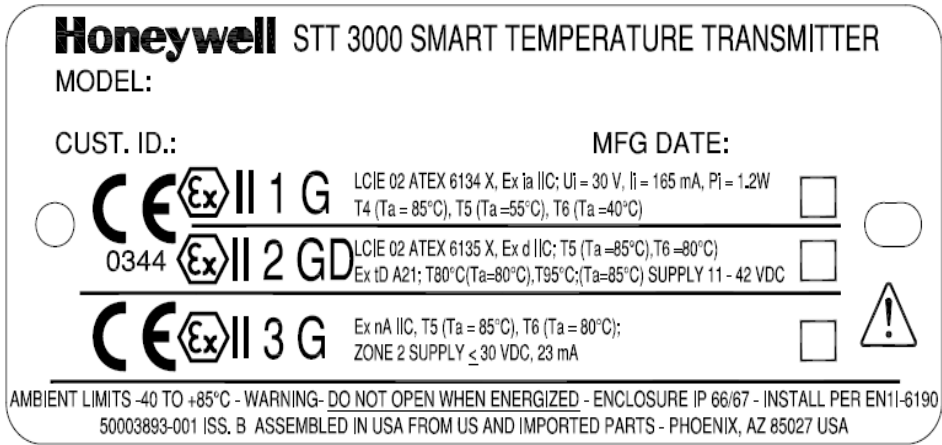 Honeywell STT 3000 SMART TEMPERATURE TRANSMITTER
MODEL:
CUST. ID.: MFG DATE:
CE 0344
Ex II 1 G
LCIE 02 ATEX 6134 X, Ex ia IIC; Ui = 30 V, Ii = 165 mA, Pi = 1.2W
T4 (Ta = 85°C), T5 (Ta =55°C), T6 (Ta =40°C)
Ex II 2 GD
LCIE 02 ATEX 6135 X, Ex d IIC; T5 (Ta =85°C),T6 =80°C)
Ex tD A21; T80°C(Ta=80°C),T95°C;(Ta=85°C) SUPPLY 11 - 42 VDC
CE Ex II 3 G
Ex nA IIC, T5 (Ta = 85°C), T6 (Ta = 80°C);
ZONE 2 SUPPLY ≤ 30 VDC, 23 mA
AMBIENT LIMITS -40 TO +85°C - WARNING- DO NOT OPEN WHEN ENERGIZED - ENCLOSURE IP 66/67 - INSTALL PER EN1I-6190
50003893-001 ISS. B ASSEMBLED IN USA FROM US AND IMPORTED PARTS - PHOENIX, AZ 85027 USA